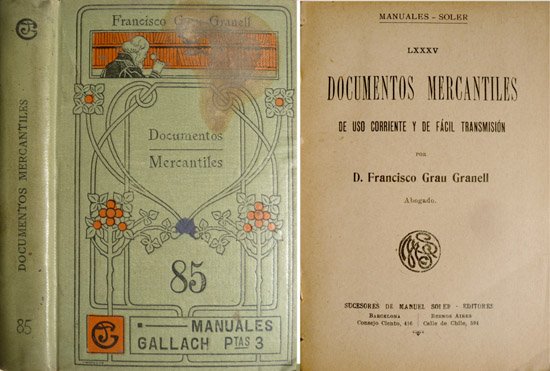 DOCUMENTOS MERCANTILES
85
Francisco Grau Granell
Documentos
Mercantiles
85
MANUALES
GALLACH PTAS 3
MANUALES - SOLER
LXXXV
DOCUMENTOS MERCANTILES
DE USO CORRIENTE Y DE FÁCIL TRANSMISIÓN
POR
D. Francisco Grau Granell
Abogado.
SUCESORES DE MANUEL SOLER - EDITORES
BARCELONA
Consejo Ciento, 416
BUENOS AIRES
Calle de Chile, 594